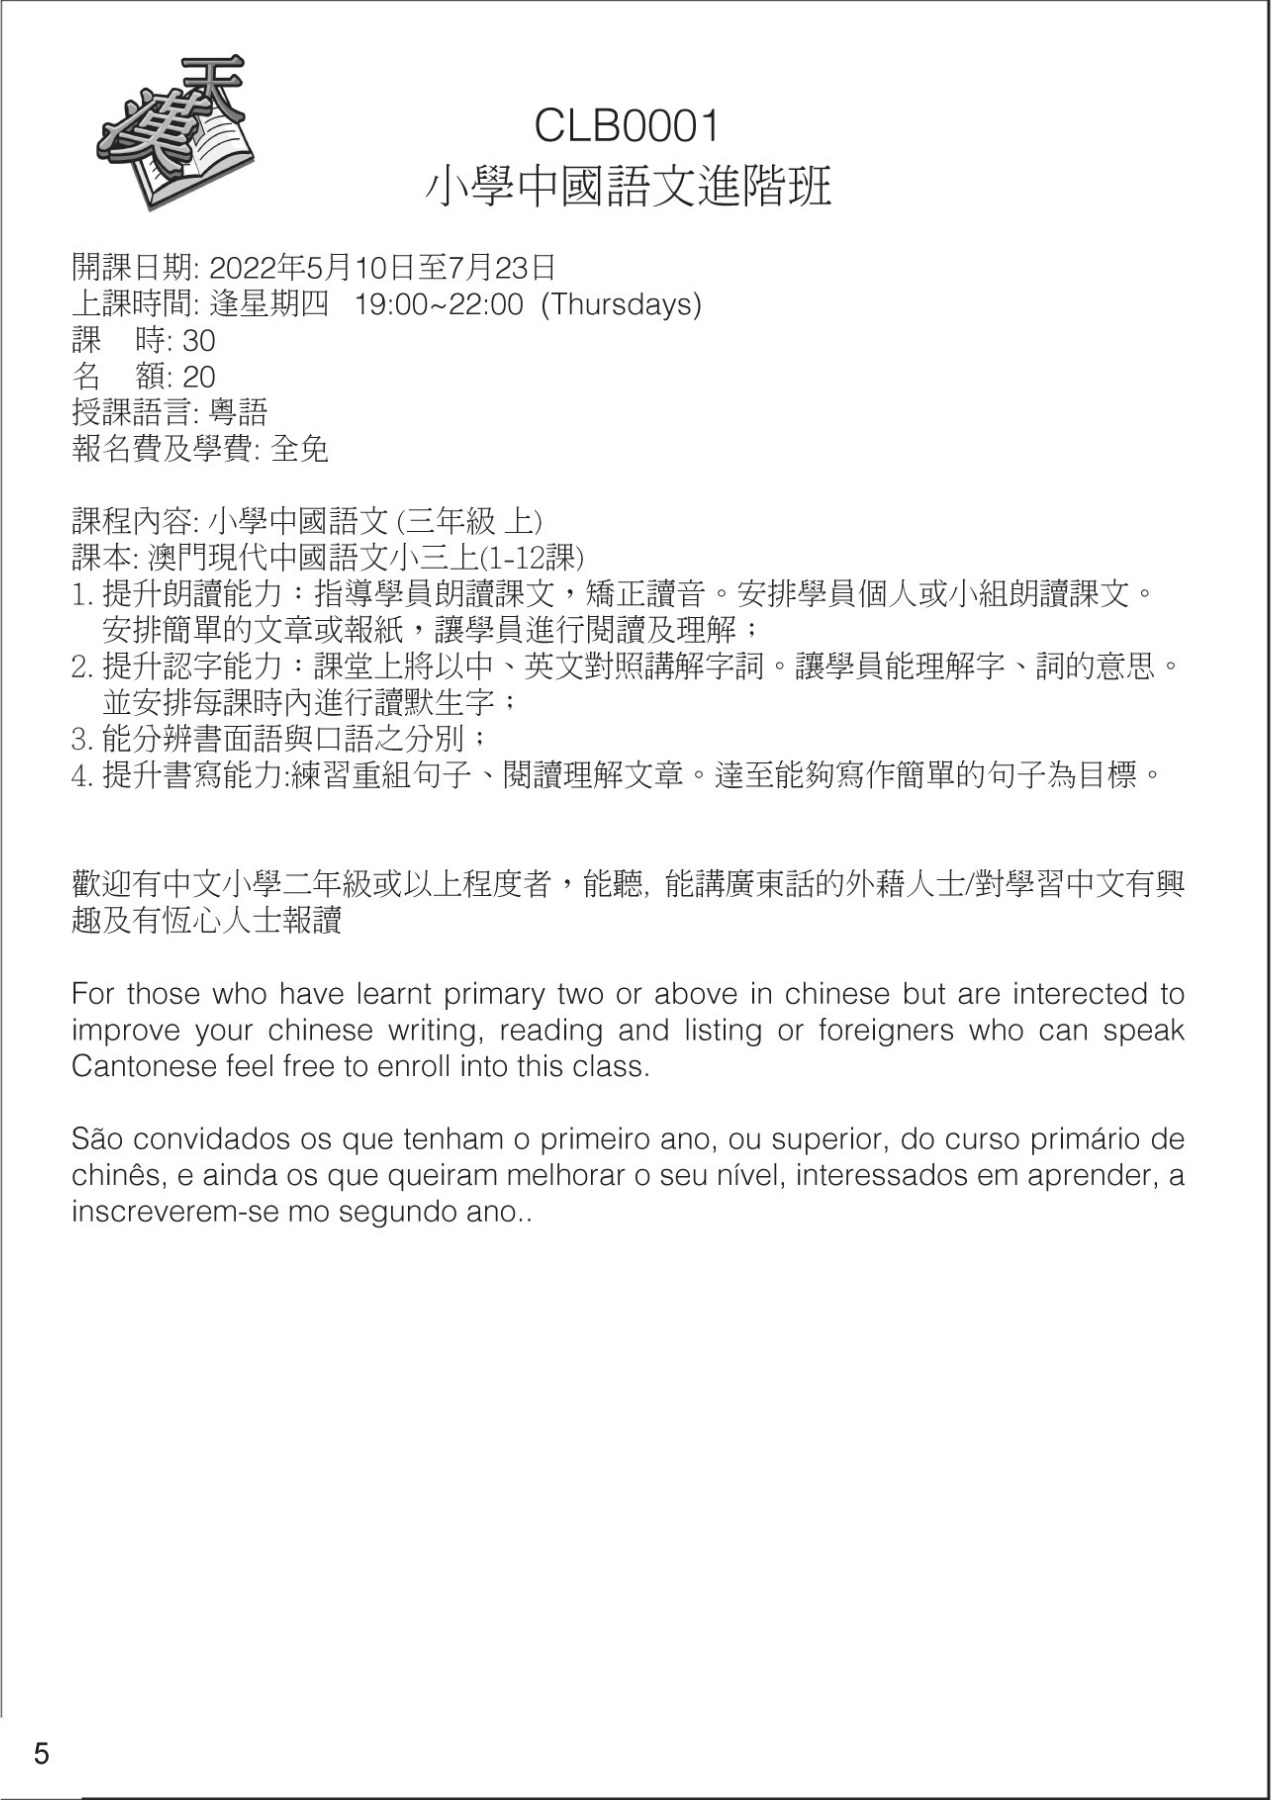 天
漢
CLB0001
小學中國語文進階班
開課日期: 2022年5月10日至7月23日
上課時間: 逢星期四 19:00~22:00 (Thursdays)
課 時: 30
名 額: 20
授課語言: 粵語
報名費及學費: 全免
課程內容: 小學中國語文 (三年級 上)
課本: 澳門現代中國語文小三上(1-12課)
1. 提升朗讀能力：指導學員朗讀課文，矯正讀音。安排學員個人或小組朗讀課文。
安排簡單的文章或報紙，讓學員進行閱讀及理解；
2. 提升認字能力：課堂上將以中、英文對照講解字詞。讓學員能理解字、詞的意思。
並安排每課時內進行讀默生字；
3. 能分辨書面語與口語之分別；
4. 提升書寫能力:練習重組句子、閱讀理解文章。達至能夠寫作簡單的句子為目標。
歡迎有中文小學二年級或以上程度者，能聽, 能講廣東話的外藉人士/對學習中文有興
趣及有恆心人士報讀
For those who have learnt primary two or above in chinese but are interected to
improve your chinese writing, reading and listing or foreigners who can speak
Cantonese feel free to enroll into this class.
São convidados os que tenham o primeiro ano, ou superior, do curso primário de
chinês, e ainda os que queiram melhorar o seu nível, interessados em aprender, a
inscreverem-se mo segundo ano..
5